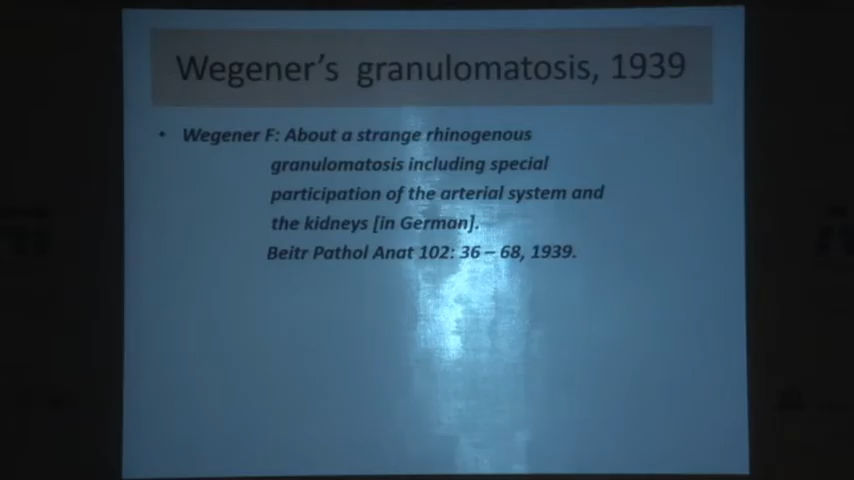 Wegener's granulomatosis, 1939
• Wegener F: About a strange rhinogenous
granulomatosis including special
participation of the arterial system and
the kidneys [in German].
Beitr Pathol Anat 102: 36 – 68, 1939.